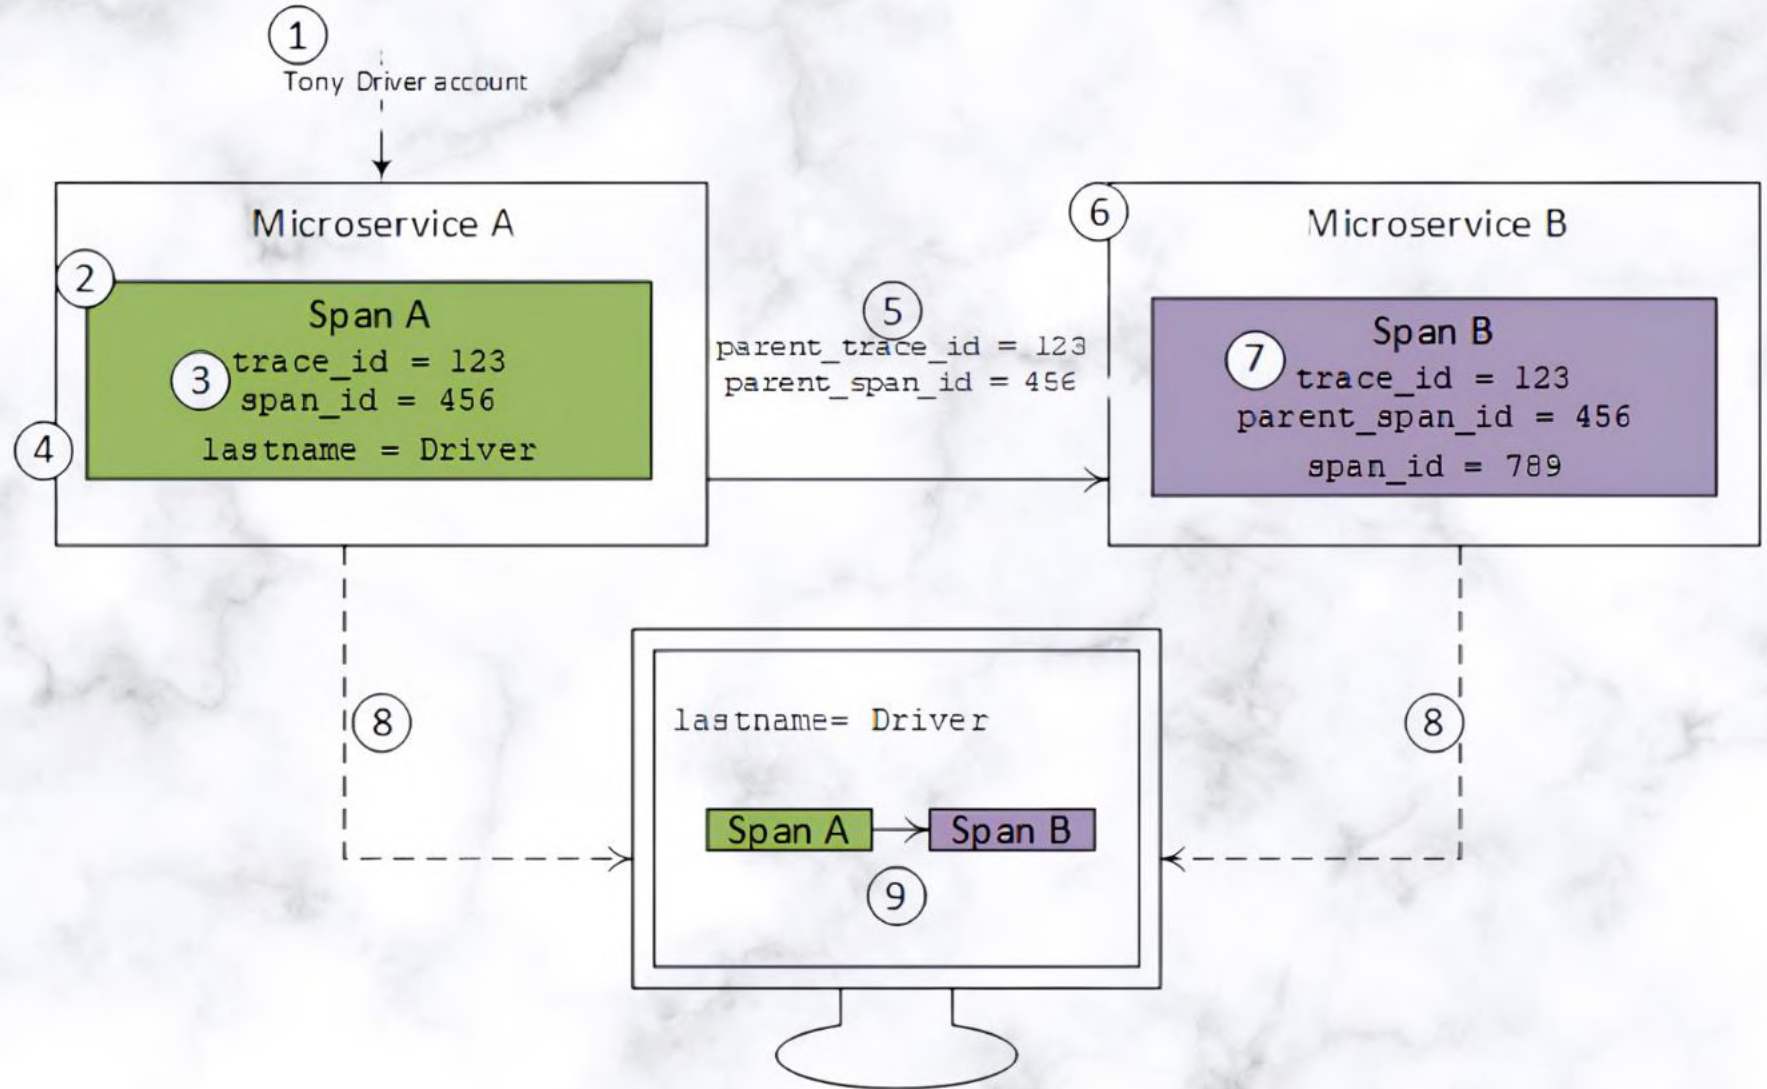 1
Tony Driver account
Microservice A
2
Span A
3
trace_id = 123
span_id = 456
4
lastname = Driver
5
parent_trace_id = 123
parent_span_id = 456
6
Microservice B
Span B
7
trace_id = 123
parent_span_id = 456
span_id = 789
8
8
lastname= Driver
Span A
Span B
9